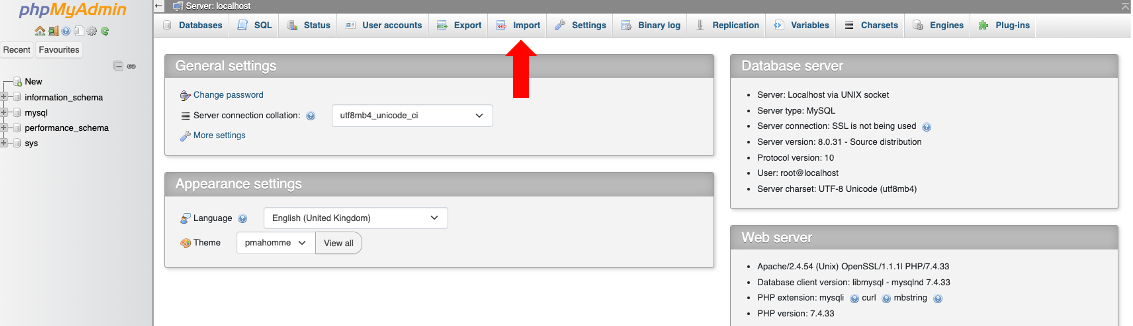 phpMyAdmin
Recent Favourites
New
information_schema
mysql
performance_schema
sys
Server: localhost
Databases SQL Status User accounts Export Import Settings Binary log Replication Variables Charsets Engines Plug-ins
General settings
Change password
Server connection collation: utf8mb4_unicode_ci
More settings
Appearance settings
Language English (United Kingdom)
Theme pmahomme View all
Database server
Server: Localhost via UNIX socket
Server type: MySQL
Server connection: SSL is not being used
Server version: 8.0.31 - Source distribution
Protocol version: 10
User: root@localhost
Server charset: UTF-8 Unicode (utf8mb4)
Web server
Apache/2.4.54 (Unix) OpenSSL/1.1.1l PHP/7.4.33
Database client version: libmysql - mysqlnd 7.4.33
PHP extension: mysqli curl mbstring
PHP version: 7.4.33